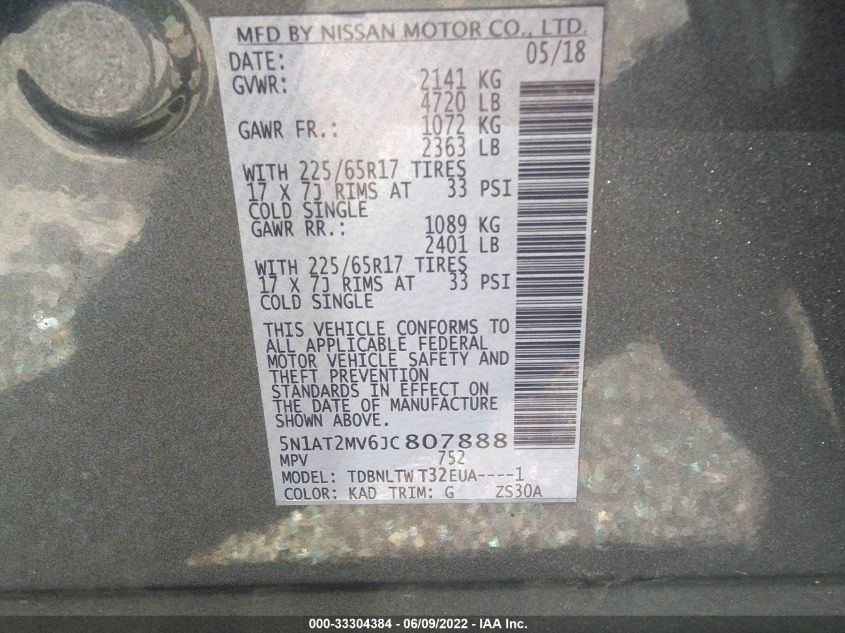 MFD BY NISSAN MOTOR CO., LTD.
DATE: 05/18
GVWR: 2141 KG
4720 LB
GAWR FR.: 1072 KG
2363 LB
WITH 225/65R17 TIRES
17 X 7J RIMS AT 33 PSI
COLD SINGLE
GAWR RR.: 1089 KG
2401 LB
WITH 225/65R17 TIRES
17 X 7J RIMS AT 33 PSI
COLD SINGLE
THIS VEHICLE CONFORMS TO
ALL APPLICABLE FEDERAL
MOTOR VEHICLE SAFETY AND
THEFT PREVENTION
STANDARDS IN EFFECT ON
THE DATE OF MANUFACTURE
SHOWN ABOVE.
5N1AT2MV6JC807888
MPV 752
MODEL: TDBNLTW T32EUA----1
COLOR: KAD TRIM: G ZS30A
000-33304384 - 06/09/2022 - IAA Inc.